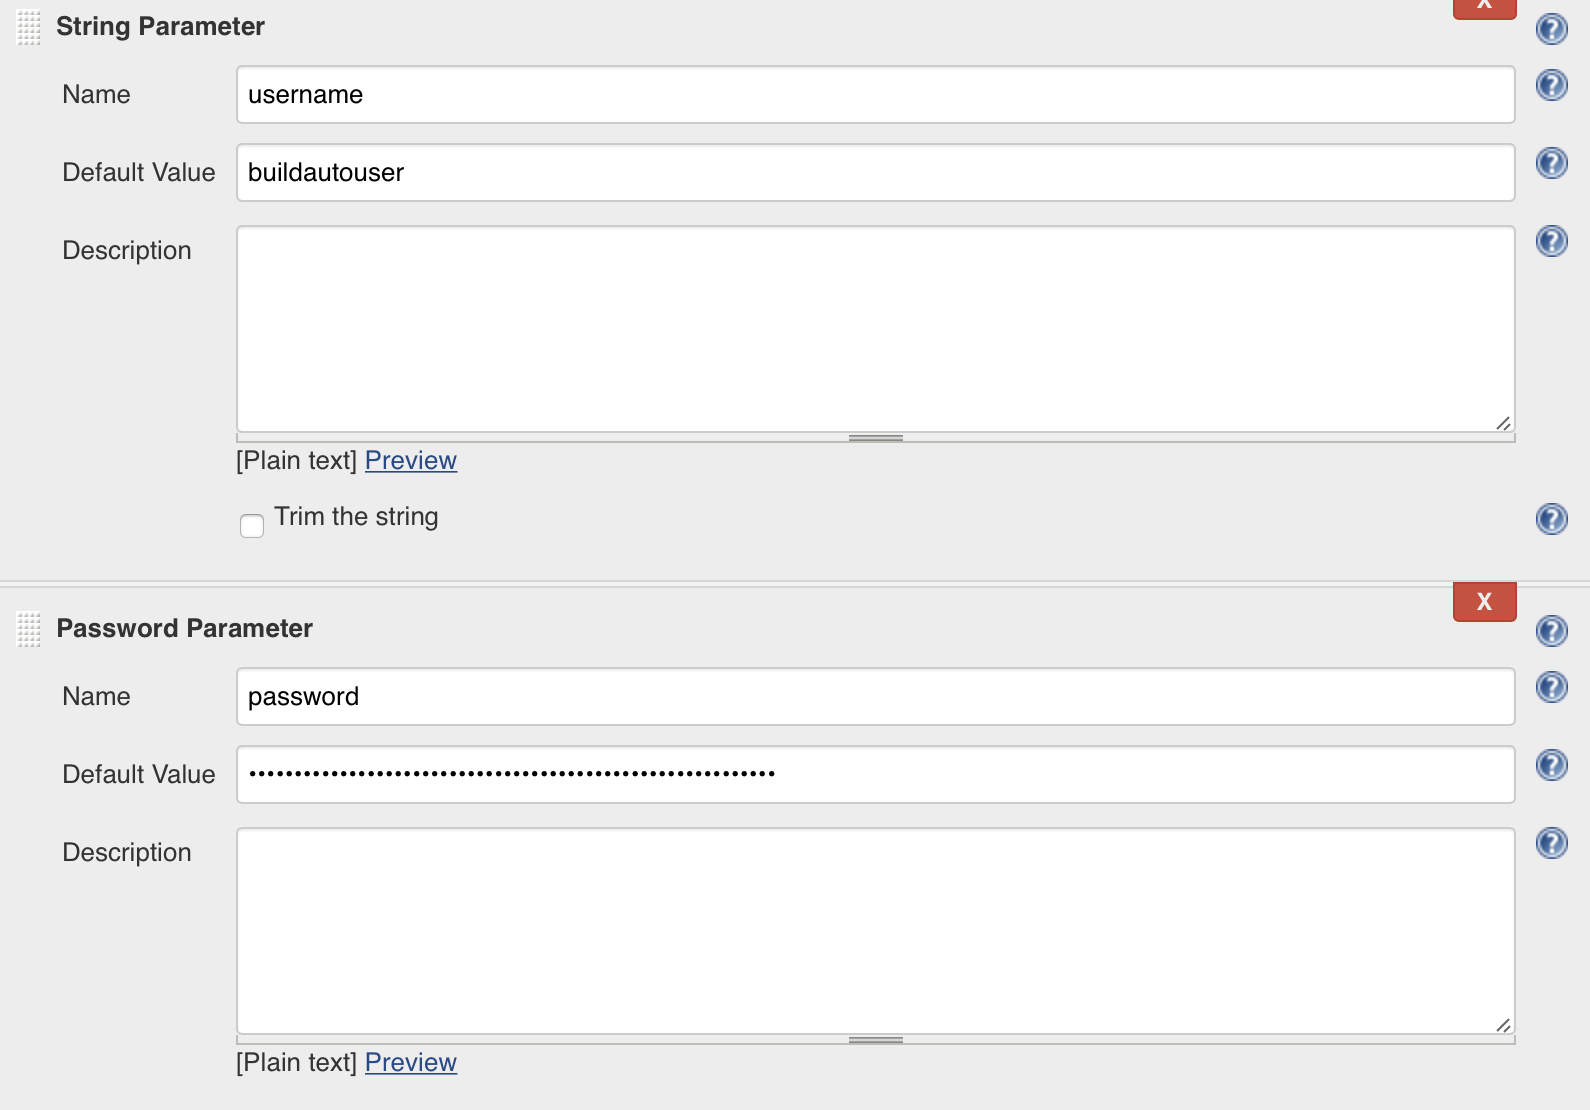 X
String Parameter
?
Name
username
?
Default Value
buildautouser
?
Description
?
[Plain text] Preview
Trim the string
?
X
Password Parameter
?
Name
password
?
Default Value
••••••••••••••••••••••••••••••••••••••••••••••••••••••••••
?
Description
?
[Plain text] Preview